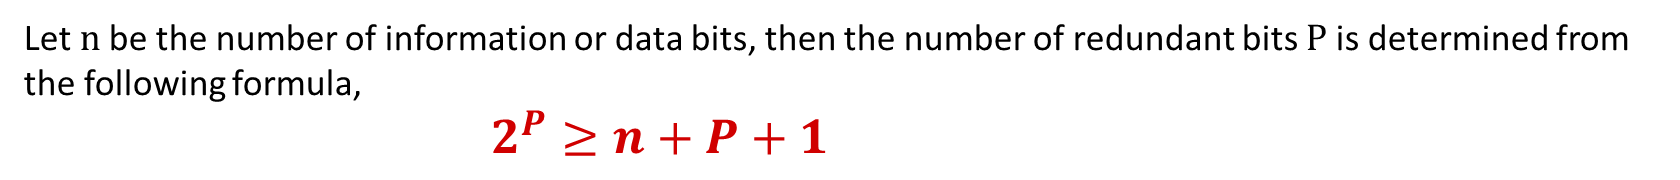 Let n be the number of information or data bits, then the number of redundant bits P is determined from
the following formula,
2^P ≥ n + P + 1